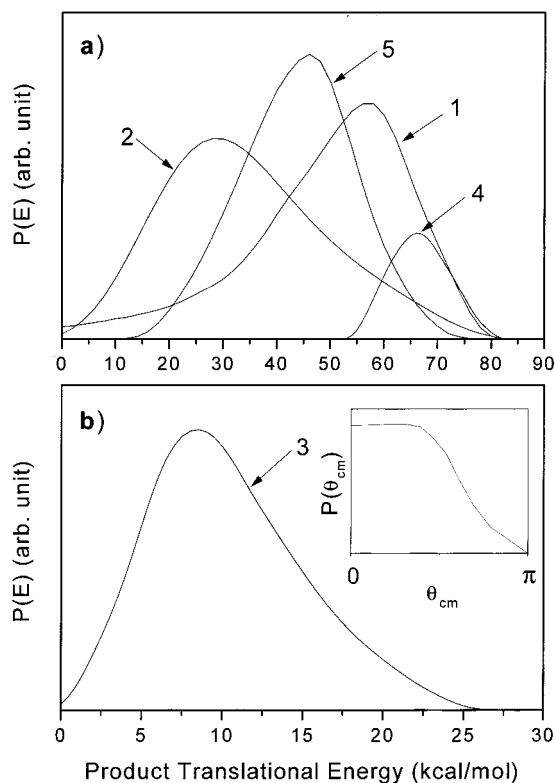 a)
5
2
1
4
P(E) (arb. unit)
0 10 20 30 40 50 60 70 80 90
b)
3
P(E) (arb. unit)
P(θcm)
0 π
θcm
0 5 10 15 20 25 30
Product Translational Energy (kcal/mol)